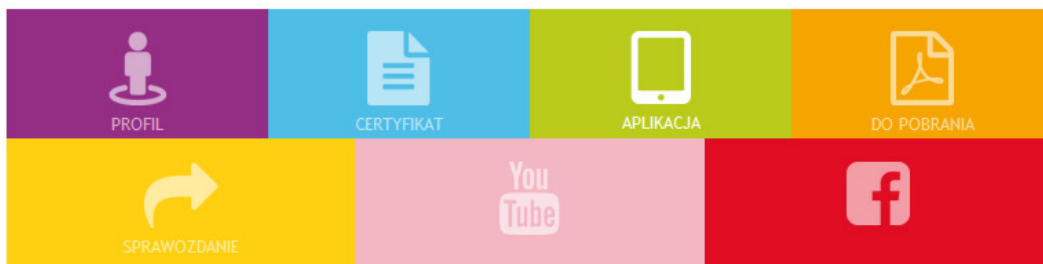 PROFIL
CERTYFIKAT
APLIKACJA
DO POBRANIA
SPRAWOZDANIE
You
Tube
f